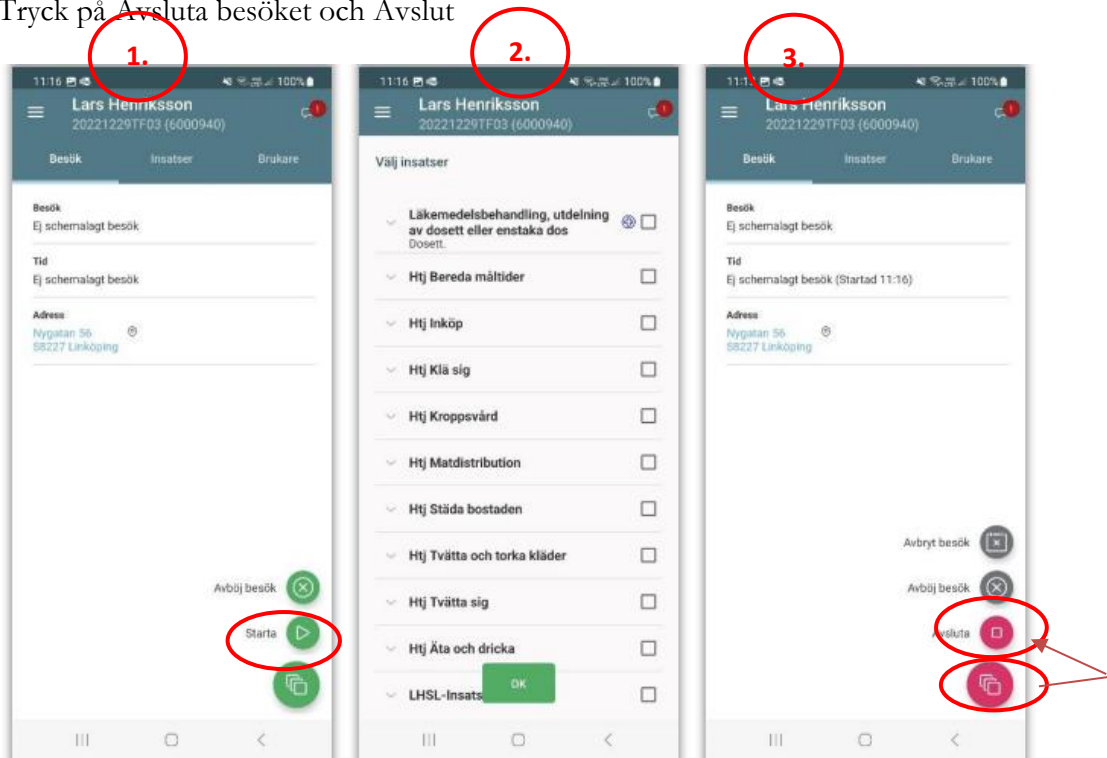 Tryck på Avsluta besöket och Avslut
1.
11:16
100%
Lars Henriksson
20221229TF03 (6000940)
Besök Insatser Brukare
Besök
Ej schemalagt besök
Tid
Ej schemalagt besök
Adress
Nygatan 56
58227 Linköping
Avböj besök
Starta
2.
11:16
100%
Lars Henriksson
20221229TF03 (6000940)
Välj insatser
Läkemedelsbehandling, utdelning
av dosett eller enstaka dos
Dosett.
Htj Bereda måltider
Htj Inköp
Htj Klä sig
Htj Kroppsvård
Htj Matdistribution
Htj Städa bostaden
Htj Tvätta och torka kläder
Htj Tvätta sig
Htj Äta och dricka
LHSL-Insats
OK
3.
100%
Lars Henriksson
20221229TF03 (6000940)
Besök Insatser Brukare
Besök
Ej schemalagt besök
Tid
Ej schemalagt besök (Startad 11:16)
Adress
Nygatan 56
58227 Linköping
Avbryt besök
Avböj besök
Avsluta